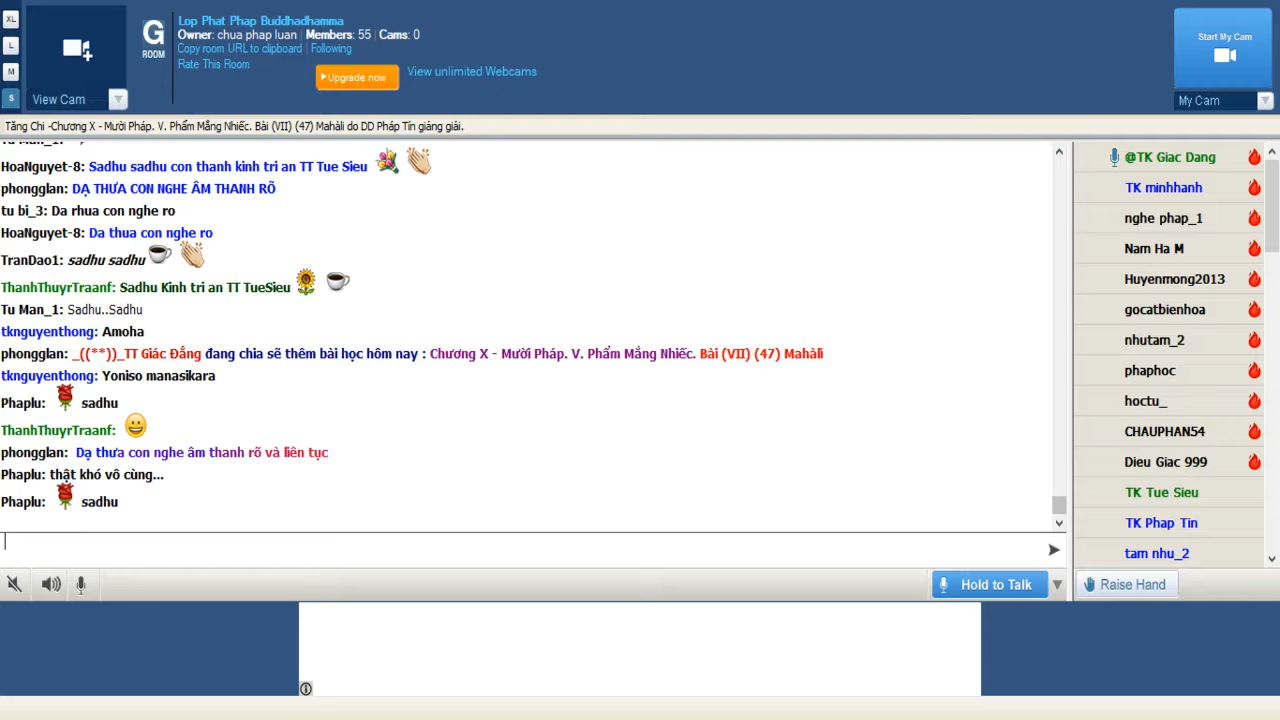 XL
L
M
S
View Cam
G
ROOM
Lop Phat Phap Buddhadhamma
Owner: chua phap luan | Members: 55 | Cams: 0
Copy room URL to clipboard | Following
Rate This Room
Upgrade now
View unlimited Webcams
Start My Cam
My Cam
Tăng Chi -Chương X - Mười Pháp. V. Phẩm Mắng Nhiếc. Bài (VII) (47) Mahàli do DD Pháp Tín giảng giải.
Tu Man_1:
HoaNguyet-8: Sadhu sadhu con thanh kinh tri an TT Tue Sieu
phongglan: DẠ THƯA CON NGHE ÂM THANH RÕ
tu bi_3: Da rhua con nghe ro
HoaNguyet-8: Da thua con nghe ro
TranDao1: sadhu sadhu
ThanhThuyrTraanf: Sadhu Kinh tri an TT TueSieu
Tu Man_1: Sadhu..Sadhu
tknguyenthong: Amoha
phongglan: _((**))_TT Giác Đẳng đang chia sẽ thêm bài học hôm nay : Chương X - Mười Pháp. V. Phẩm Mắng Nhiếc. Bài (VII) (47) Mahàli
tknguyenthong: Yoniso manasikara
Phaplu: sadhu
ThanhThuyrTraanf:
phongglan: Dạ thưa con nghe âm thanh rõ và liên tục
Phaplu: thật khó vô cùng...
Phaplu: sadhu
@TK Giac Dang
TK minhhanh
nghe phap_1
Nam Ha M
Huyenmong2013
gocatbienhoa
nhutam_2
phaphoc
hoctu_
CHAUPHAN54
Dieu Giac 999
TK Tue Sieu
TK Phap Tin
tam nhu_2
Hold to Talk
Raise Hand